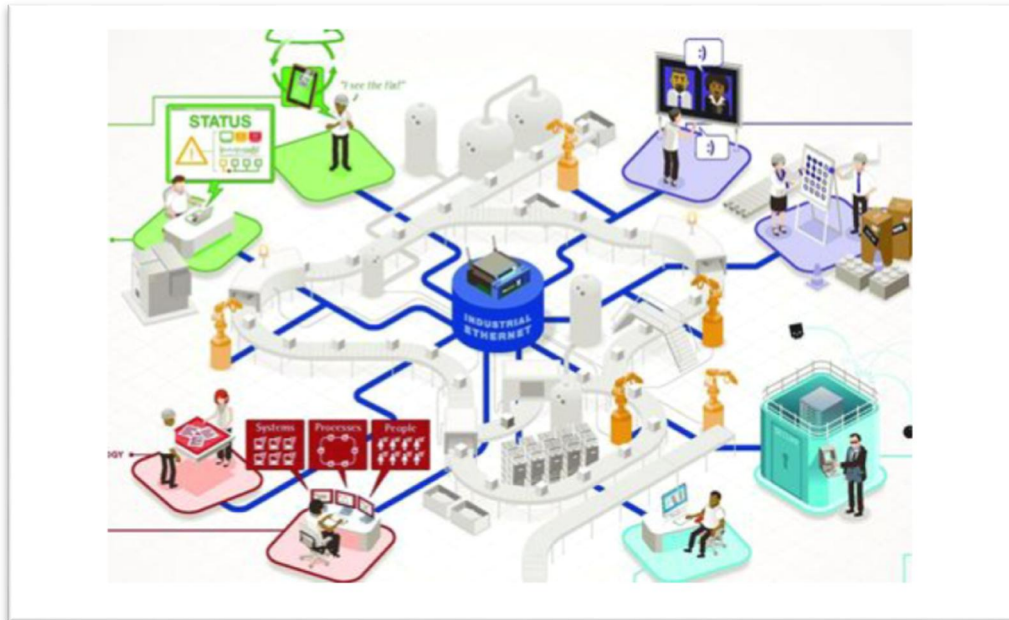 "I see the fix!"
:)
STATUS
:)
INDUSTRIAL
ETHERNET
Systems
Processes
People
OGY